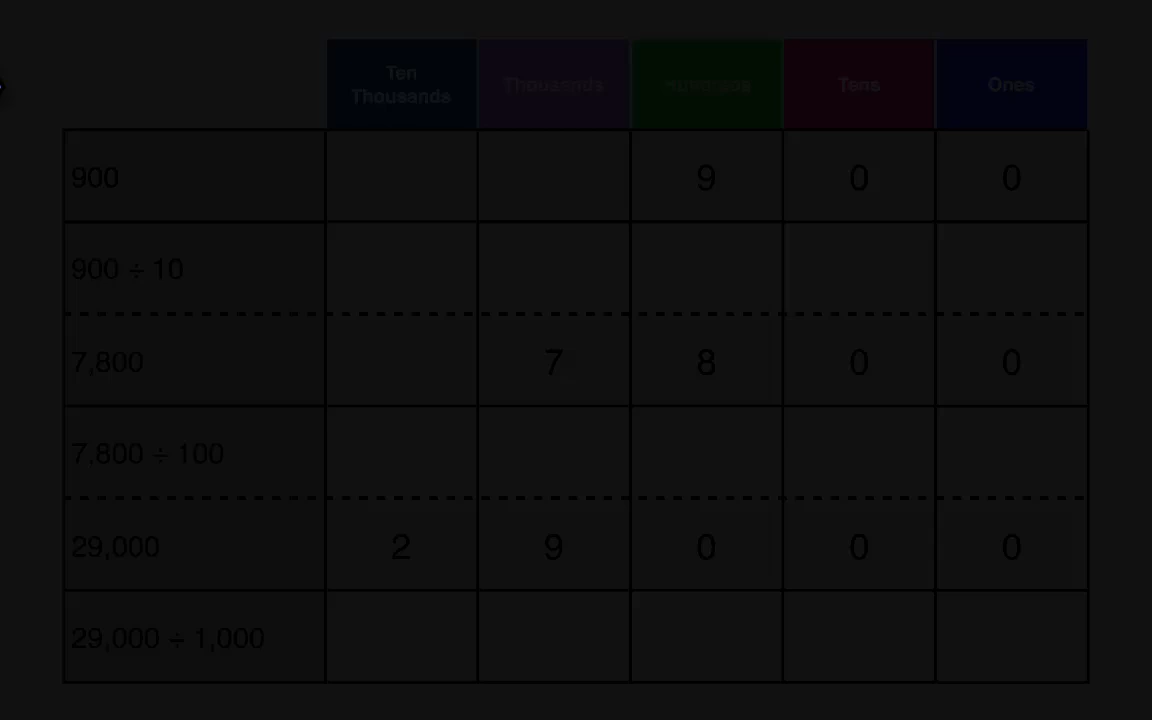 Ten
Thousands
Thousands
Hundreds
Tens
Ones
900
9
0
0
900 ÷ 10
7,800
7
8
0
0
7,800 ÷ 100
29,000
2
9
0
0
0
29,000 ÷ 1,000